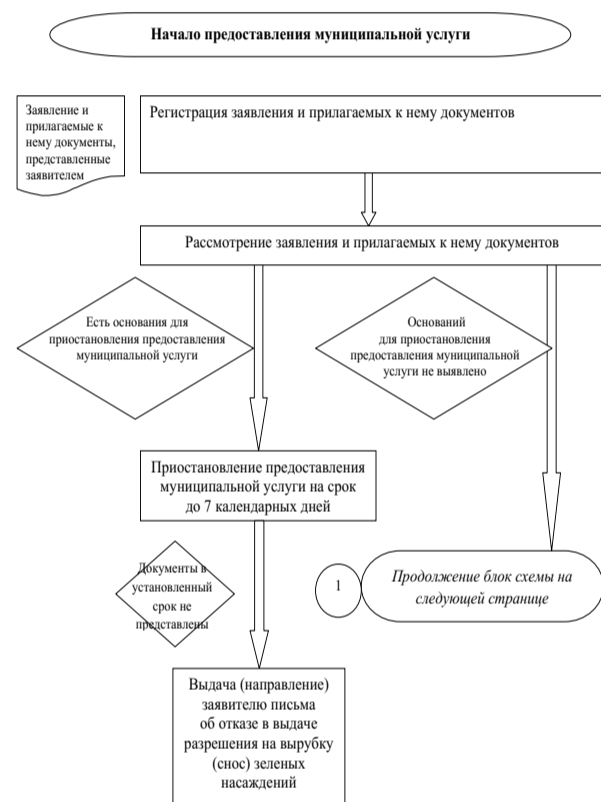 Начало предоставления муниципальной услуги
Заявление и
прилагаемые к
нему документы,
представленные
заявителем
Регистрация заявления и прилагаемых к нему документов
Рассмотрение заявления и прилагаемых к нему документов
Есть основания для
приостановления предоставления
муниципальной услуги
Оснований
для приостановления
предоставления муниципальной
услуги не выявлено
Приостановление предоставления
муниципальной услуги на срок
до 7 календарных дней
Документы в
установленный
срок не
представлены
1
Продолжение блок схемы на
следующей странице
Выдача (направление)
заявителю письма
об отказе в выдаче
разрешения на вырубку
(снос) зеленых
насаждений